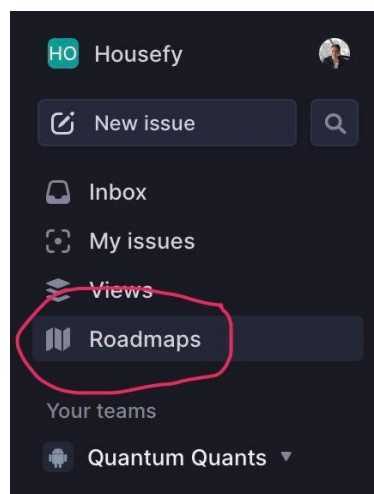 HO Housefy
New issue
Inbox
My issues
Views
Roadmaps
Your teams
Quantum Quants